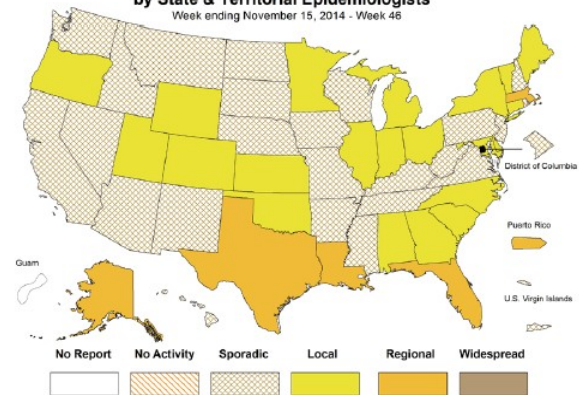 by State & Territorial Epidemiologists
Week ending November 15, 2014 - Week 46
District of Columbia
Puerto Rico
Guam
U.S. Virgin Islands
No Report
No Activity
Sporadic
Local
Regional
Widespread